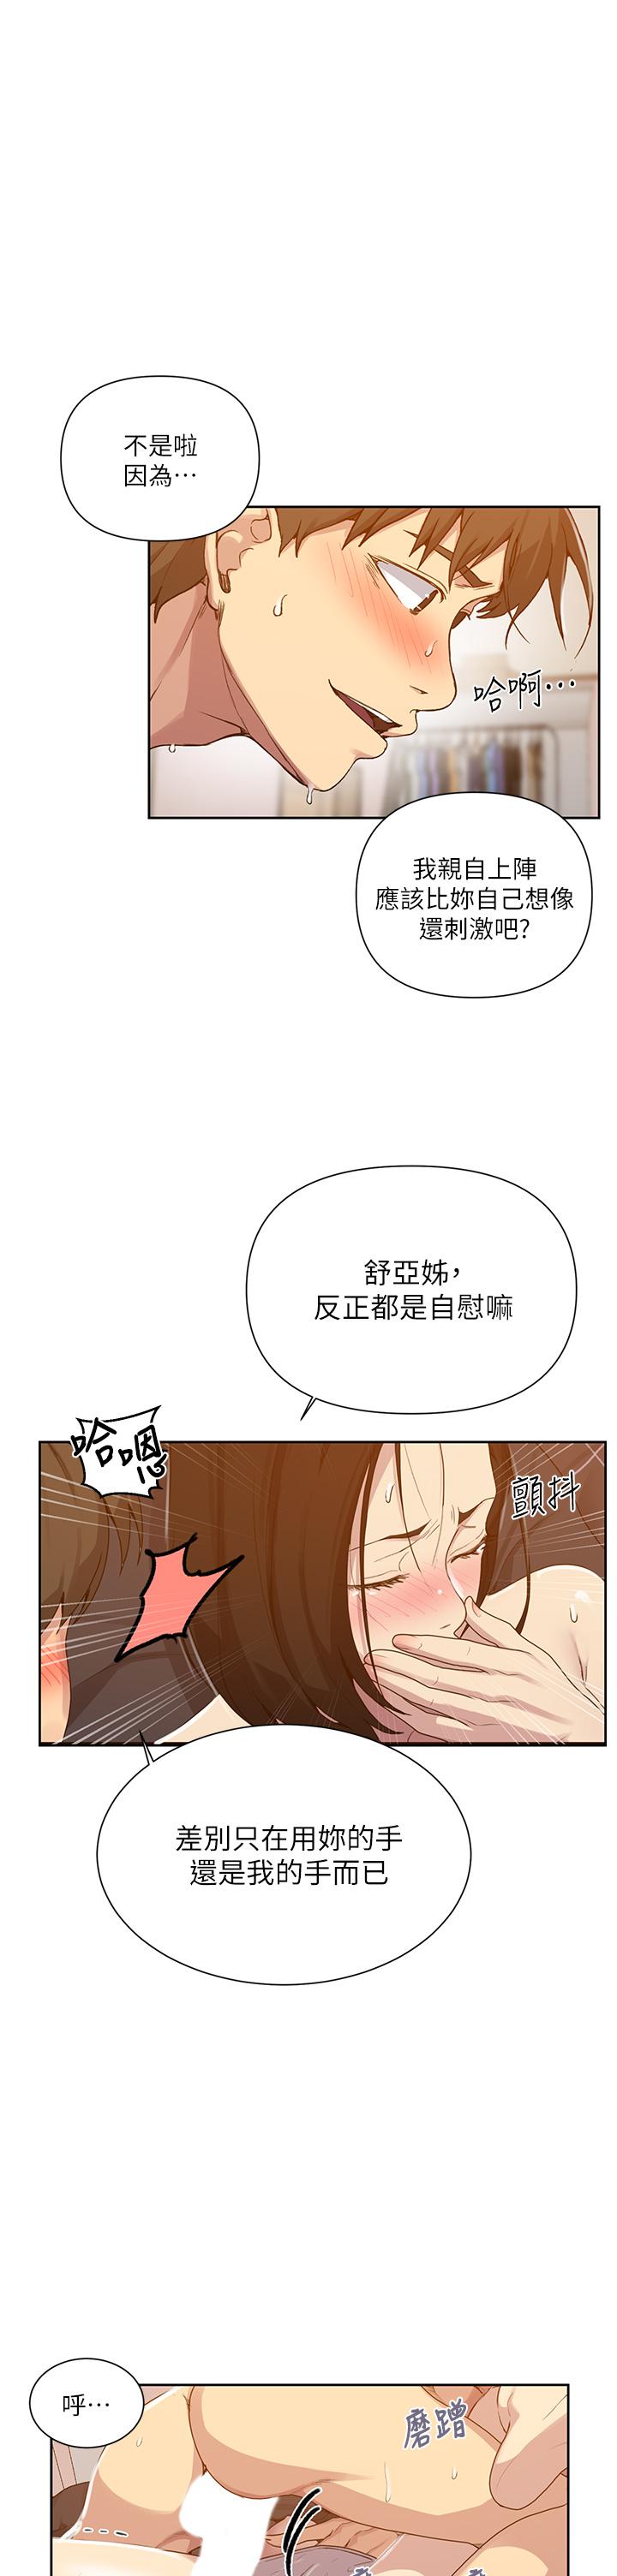 不是啦
因為⋯
哈啊⋯
我親自上陣
應該比妳自己想像
還刺激吧?
舒亞姊,
反正都是自慰嘛
哈嗯
顫抖
差別只在用妳的手
還是我的手而已
呼⋯
磨蹭